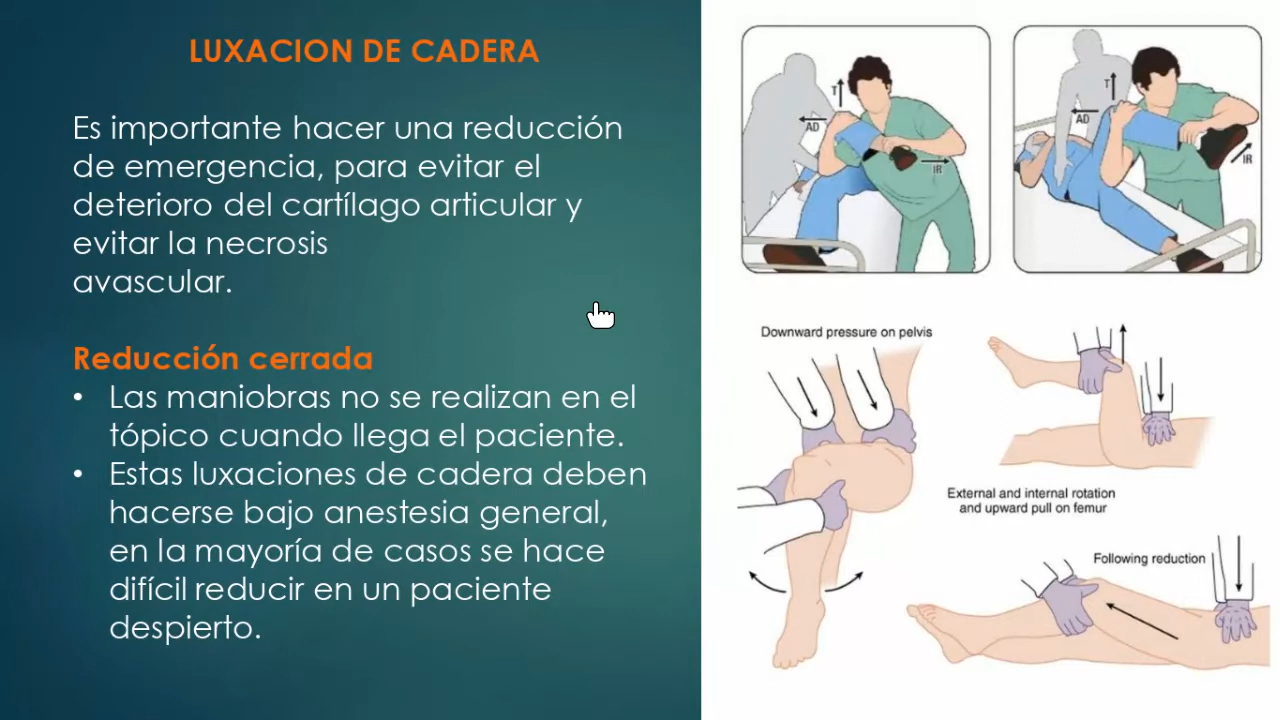 LUXACION DE CADERA
Es importante hacer una reducción
de emergencia, para evitar el
deterioro del cartílago articular y
evitar la necrosis
avascular.
Reducción cerrada
• Las maniobras no se realizan en el
tópico cuando llega el paciente.
• Estas luxaciones de cadera deben
hacerse bajo anestesia general,
en la mayoría de casos se hace
difícil reducir en un paciente
despierto.
T
AD
IR
T
AD
IR
Downward pressure on pelvis
External and internal rotation
and upward pull on femur
Following reduction